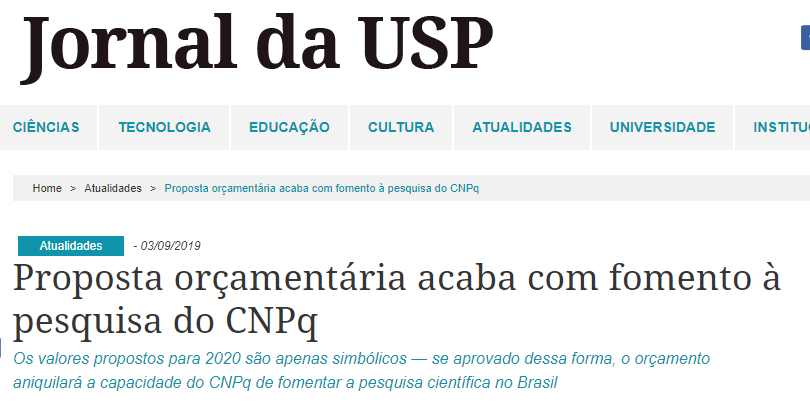 Jornal da USP
CIÊNCIAS TECNOLOGIA EDUCAÇÃO CULTURA ATUALIDADES UNIVERSIDADE
Home > Atualidades > Proposta orçamentária acaba com fomento à pesquisa do CNPq
Atualidades - 03/09/2019
Proposta orçamentária acaba com fomento à
pesquisa do CNPq
Os valores propostos para 2020 são apenas simbólicos — se aprovado dessa forma, o orçamento
aniquilará a capacidade do CNPq de fomentar a pesquisa científica no Brasil